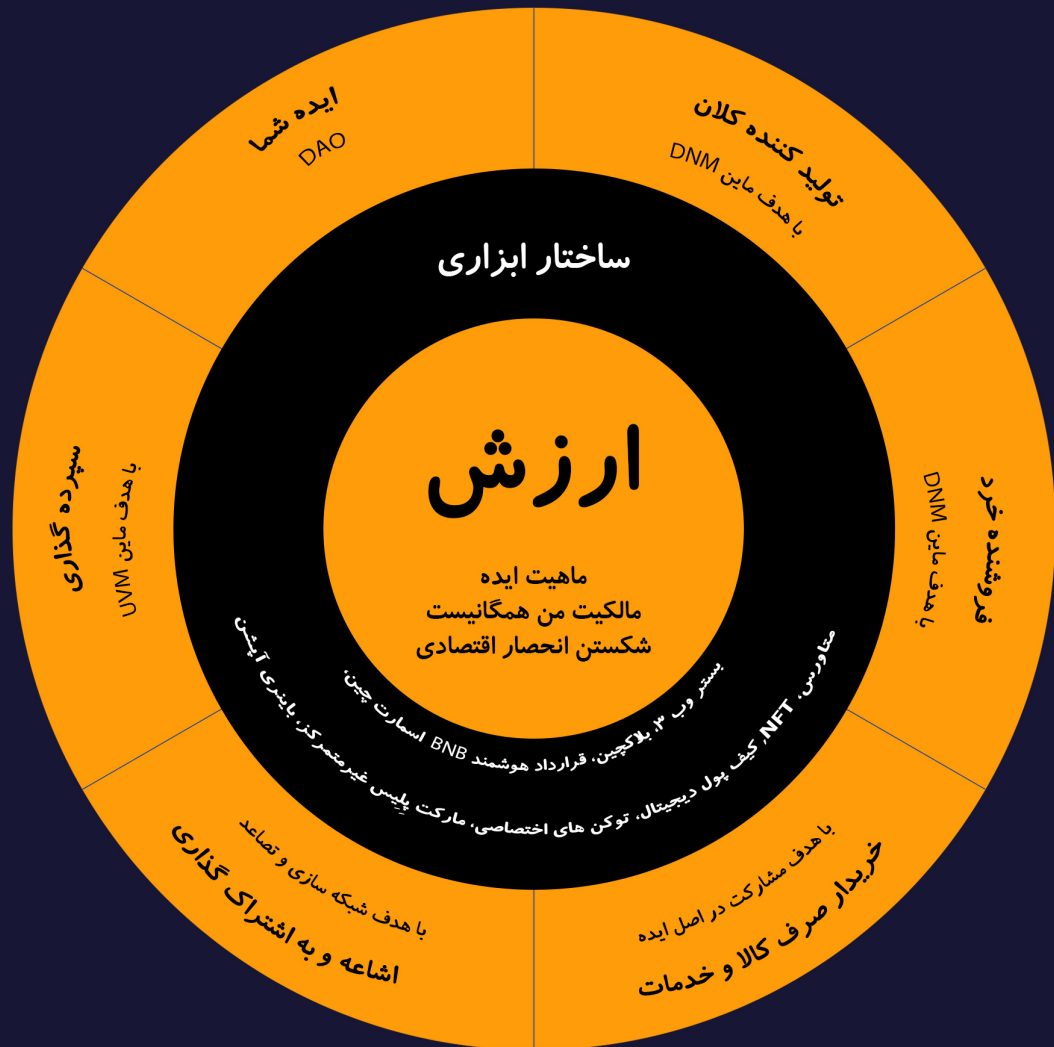 ایده شما
DAO
تولید کننده کلان
با هدف ماین DNM
فروشنده خرد
با هدف ماین DNM
خریدار صرف کالا و خدمات
با هدف مشارکت در اصل ایده
اشاعه و به اشتراک گذاری
با هدف شبکه سازی و تصاعد
سپرده گذاری
با هدف ماین UVM
ساختار ابزاری
ارزش
ماهیت ایده
مالکیت من همگانیست
شکستن انحصار اقتصادی
بستر وب ۳، بلاکچین، قرارداد هوشمند BNB اسمارت چین،
متاورس، NFT، کیف پول دیجیتال، توکن های اختصاصی، مارکت پِلِیس غیرمتمرکز، باینری آپشن